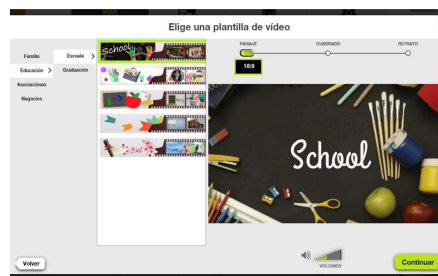 Elige una plantilla de vídeo
Familia
Educación >
Asociaciónes
Negocios
Escuela >
Graduación
School
PAISAJE
CUADRADO
RETRATO
16:9
School
VOLUMEN
Volver
Continuar